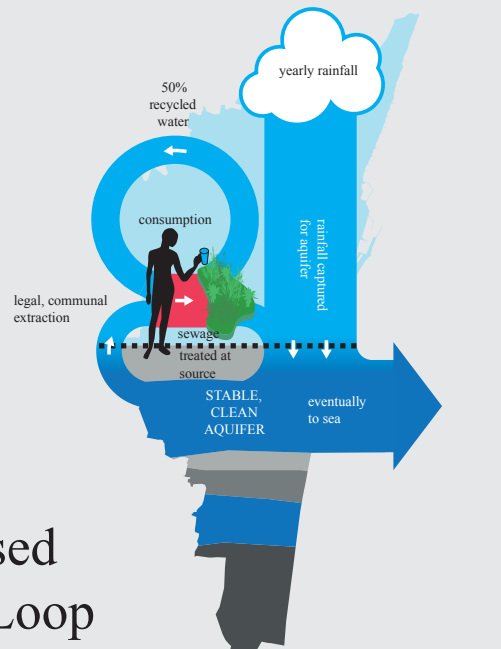 yearly rainfall
50%
recycled
water
consumption
rainfall captured
for aquifer
legal, communal
extraction
sewage
treated at
source
STABLE,
CLEAN
AQUIFER
eventually
to sea
sed
Loop